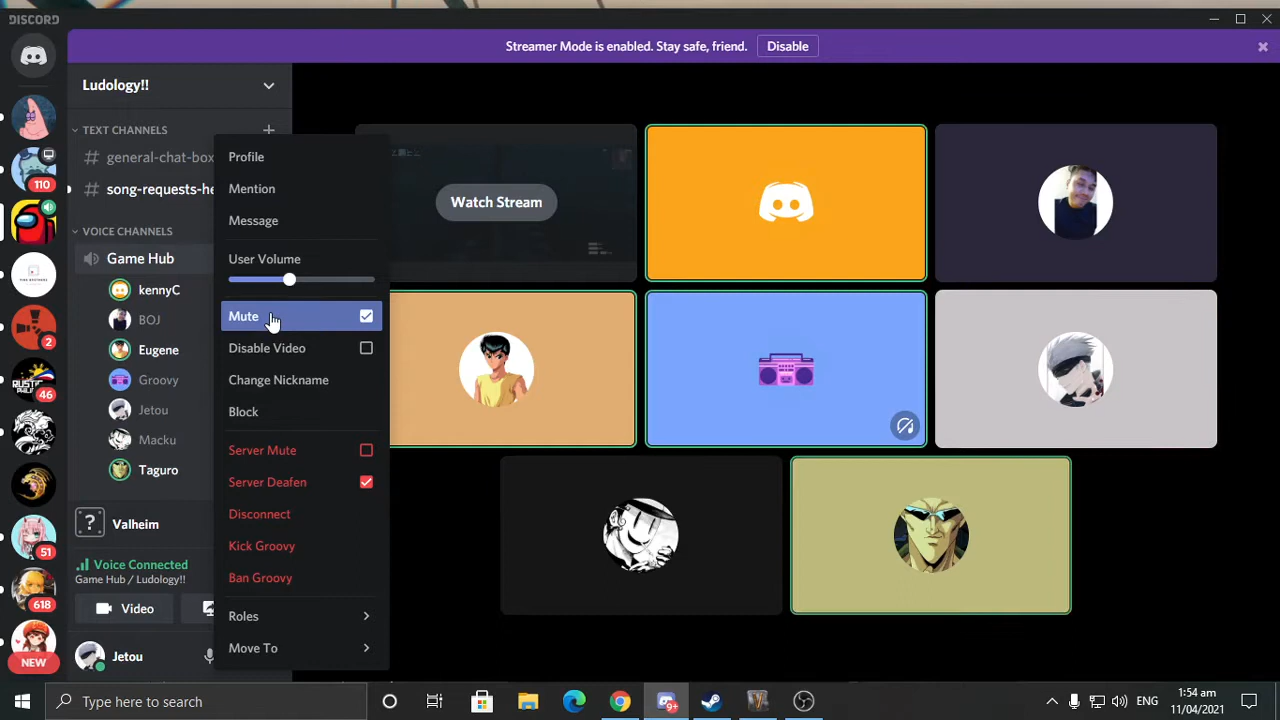 DISCORD
Streamer Mode is enabled. Stay safe, friend.
Disable
Ludology!!
TEXT CHANNELS
general-chat-box
song-requests-he
VOICE CHANNELS
Game Hub
kennyC
BOJ
Eugene
Groovy
Jetou
Macku
Taguro
Valheim
Voice Connected
Game Hub / Ludology!!
Video
Jetou
110
2
46
51
618
NEW
Profile
Mention
Message
User Volume
Mute
Disable Video
Change Nickname
Block
Server Mute
Server Deafen
Disconnect
Kick Groovy
Ban Groovy
Roles
Move To
Watch Stream
Type here to search
9+
ENG
1:54 am
11/04/2021